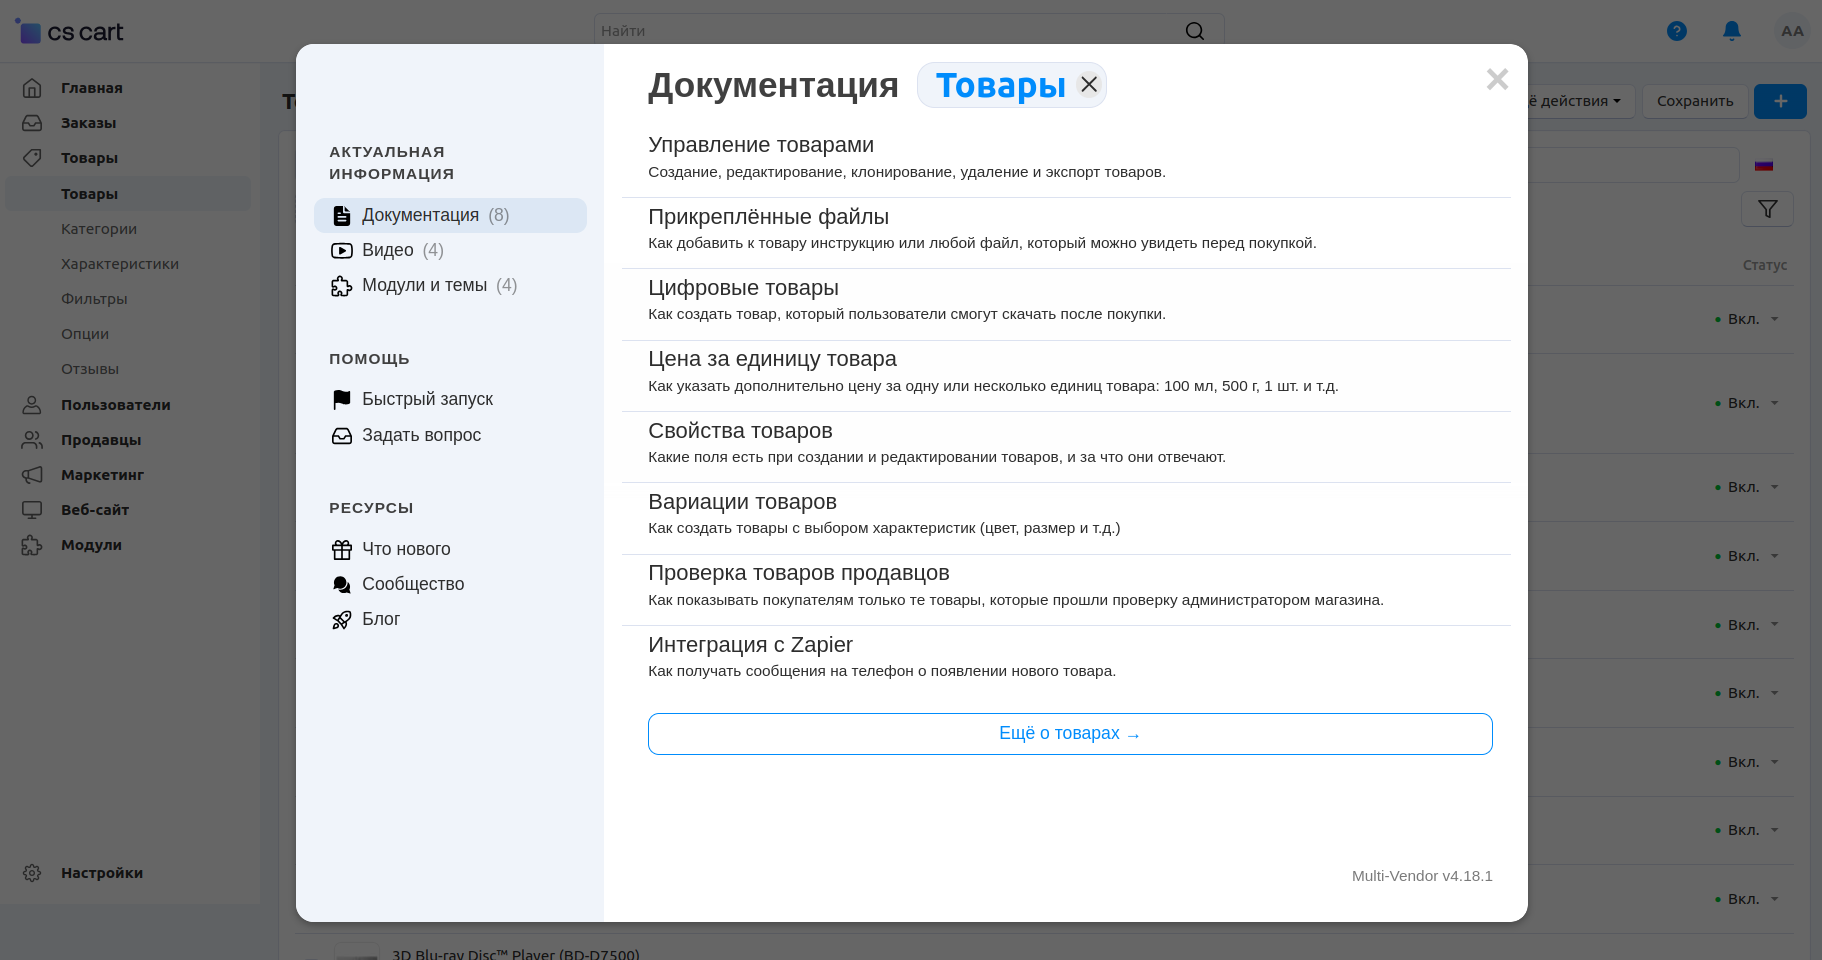 cs cart
Найти
AA
Главная
Заказы
Товары
Товары
Категории
Характеристики
Фильтры
Опции
Отзывы
Пользователи
Продавцы
Маркетинг
Веб-сайт
Модули
Настройки
АКТУАЛЬНАЯ
ИНФОРМАЦИЯ
Документация (8)
Видео (4)
Модули и темы (4)
ПОМОЩЬ
Быстрый запуск
Задать вопрос
РЕСУРСЫ
Что нового
Сообщество
Блог
Документация Товары
Управление товарами
Создание, редактирование, клонирование, удаление и экспорт товаров.
Прикреплённые файлы
Как добавить к товару инструкцию или любой файл, который можно увидеть перед покупкой.
Цифровые товары
Как создать товар, который пользователи смогут скачать после покупки.
Цена за единицу товара
Как указать дополнительно цену за одну или несколько единиц товара: 100 мл, 500 г, 1 шт. и т.д.
Свойства товаров
Какие поля есть при создании и редактировании товаров, и за что они отвечают.
Вариации товаров
Как создать товары с выбором характеристик (цвет, размер и т.д.)
Проверка товаров продавцов
Как показывать покупателям только те товары, которые прошли проверку администратором магазина.
Интеграция с Zapier
Как получать сообщения на телефон о появлении нового товара.
Ещё о товарах →
Multi-Vendor v4.18.1
действия
Сохранить
+
Статус
Вкл.
Вкл.
Вкл.
Вкл.
Вкл.
Вкл.
Вкл.
Вкл.
Вкл.
3D Blu-ray Disc™ Player (BD-D7500)